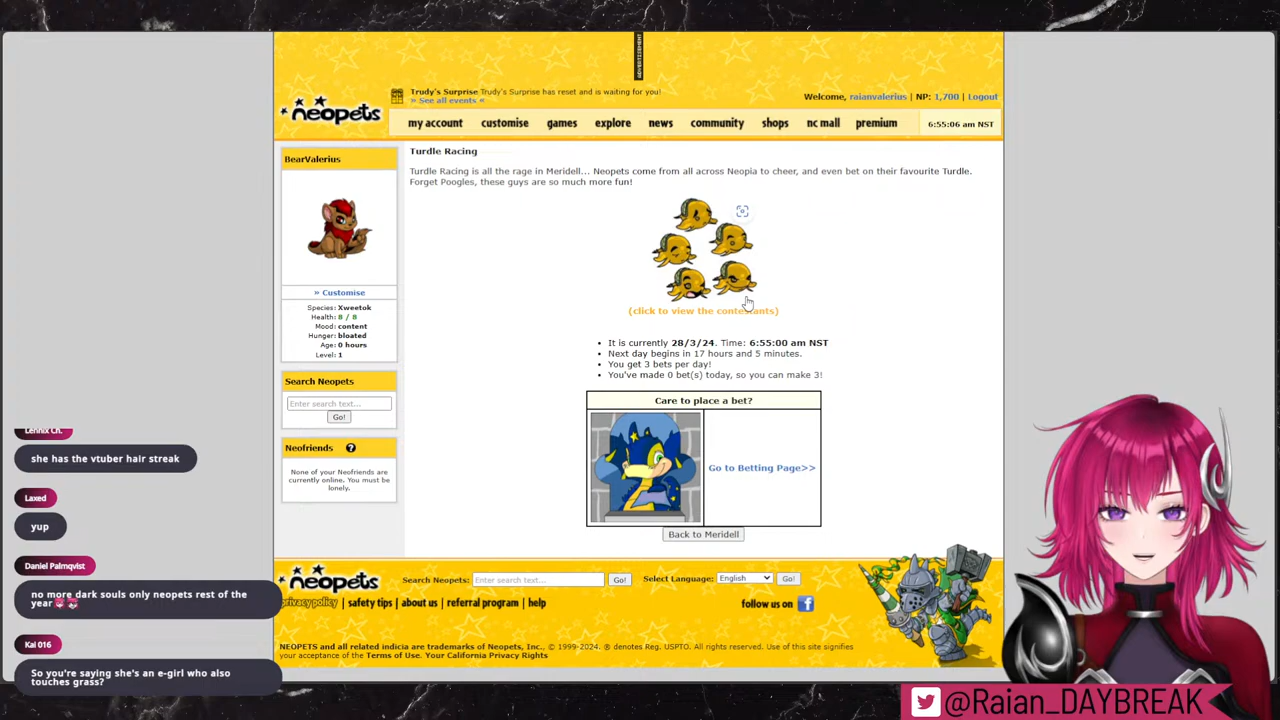 ADVERTISEMENT
Trudy's Surprise Trudy's Surprise has reset and is waiting for you!
» See all events «
Welcome, raianvalerius | NP: 1,700 | Logout
neopets
my account customise games explore news community shops nc mall premium 6:55:06 am NST
BearValerius
» Customise
Species: Xweetok
Health: 8 / 8
Mood: content
Hunger: bloated
Age: 0 hours
Level: 1
Search Neopets
Enter search text...
Go!
Neofriends ?
None of your Neofriends are
currently online. You must be
lonely.
Turdle Racing
Turdle Racing is all the rage in Meridell... Neopets come from all across Neopia to cheer, and even bet on their favourite Turdle.
Forget Poogles, these guys are so much more fun!
(click to view the contestants)
It is currently 28/3/24. Time: 6:55:00 am NST
Next day begins in 17 hours and 5 minutes.
You get 3 bets per day!
You've made 0 bet(s) today, so you can make 3!
Care to place a bet?
Go to Betting Page>>
Back to Meridell
neopets
Search Neopets: Enter search text... Go! Select Language: English Go!
privacy policy | safety tips | about us | referral program | help
follow us on f
NEOPETS and all related indicia are trademarks of Neopets, Inc., © 1999-2024. ® denotes Reg. USPTO. All rights reserved. Use of this site signifies
your acceptance of the Terms of Use. Your California Privacy Rights
Lennix Ch.
she has the vtuber hair streak
Laxed
yup
Daniel Palmqvist
no more dark souls only neopets rest of the
year
Kai 016
So you're saying she's an e-girl who also
touches grass?
@Raian_DAYBREAK